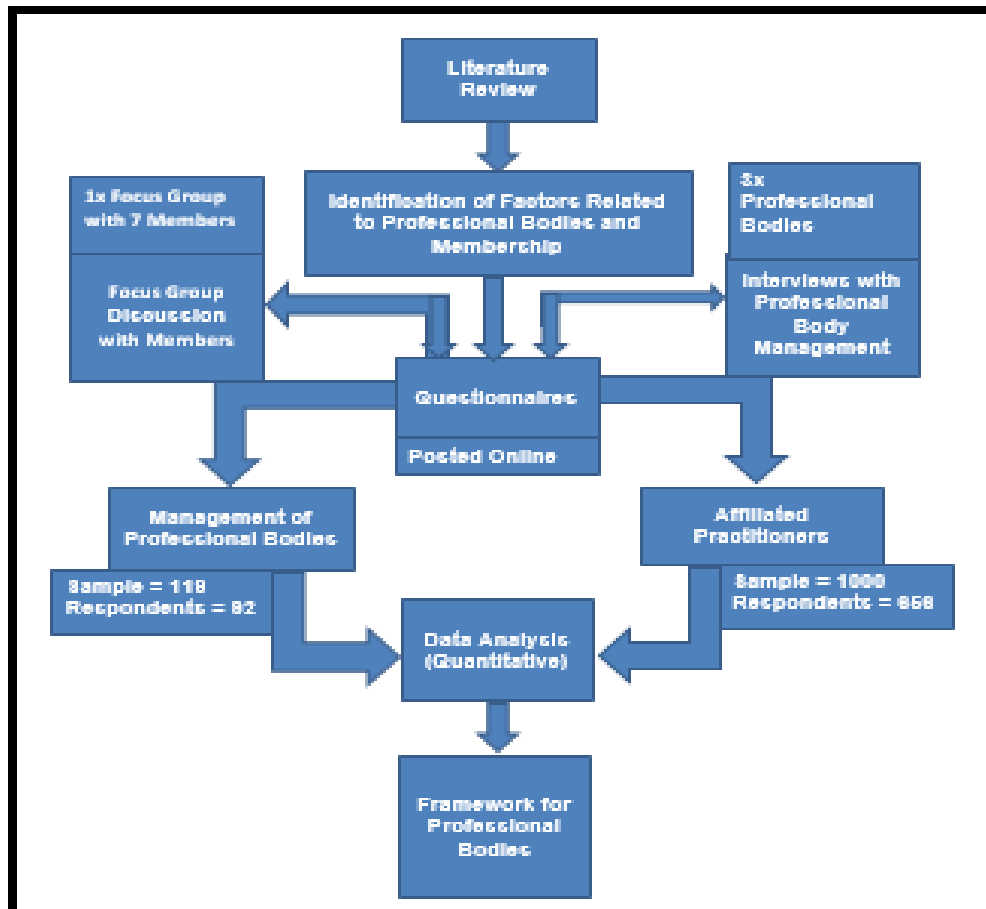 Literature
Review
Identification of Factors Related
to Professional Bodies and
Membership
1x Focus Group
with 7 Members
Focus Group
Discussion
with Members
Professional
Bodies
Interviews with
Professional
Body
Management
Questionnaires
Posted Online
Management of
Professional Bodies
Sample =
Respondents =
Affiliated
Practitioners
Sample = 1000
Respondents =
Data Analysis
(Quantitative)
Framework for
Professional
Bodies